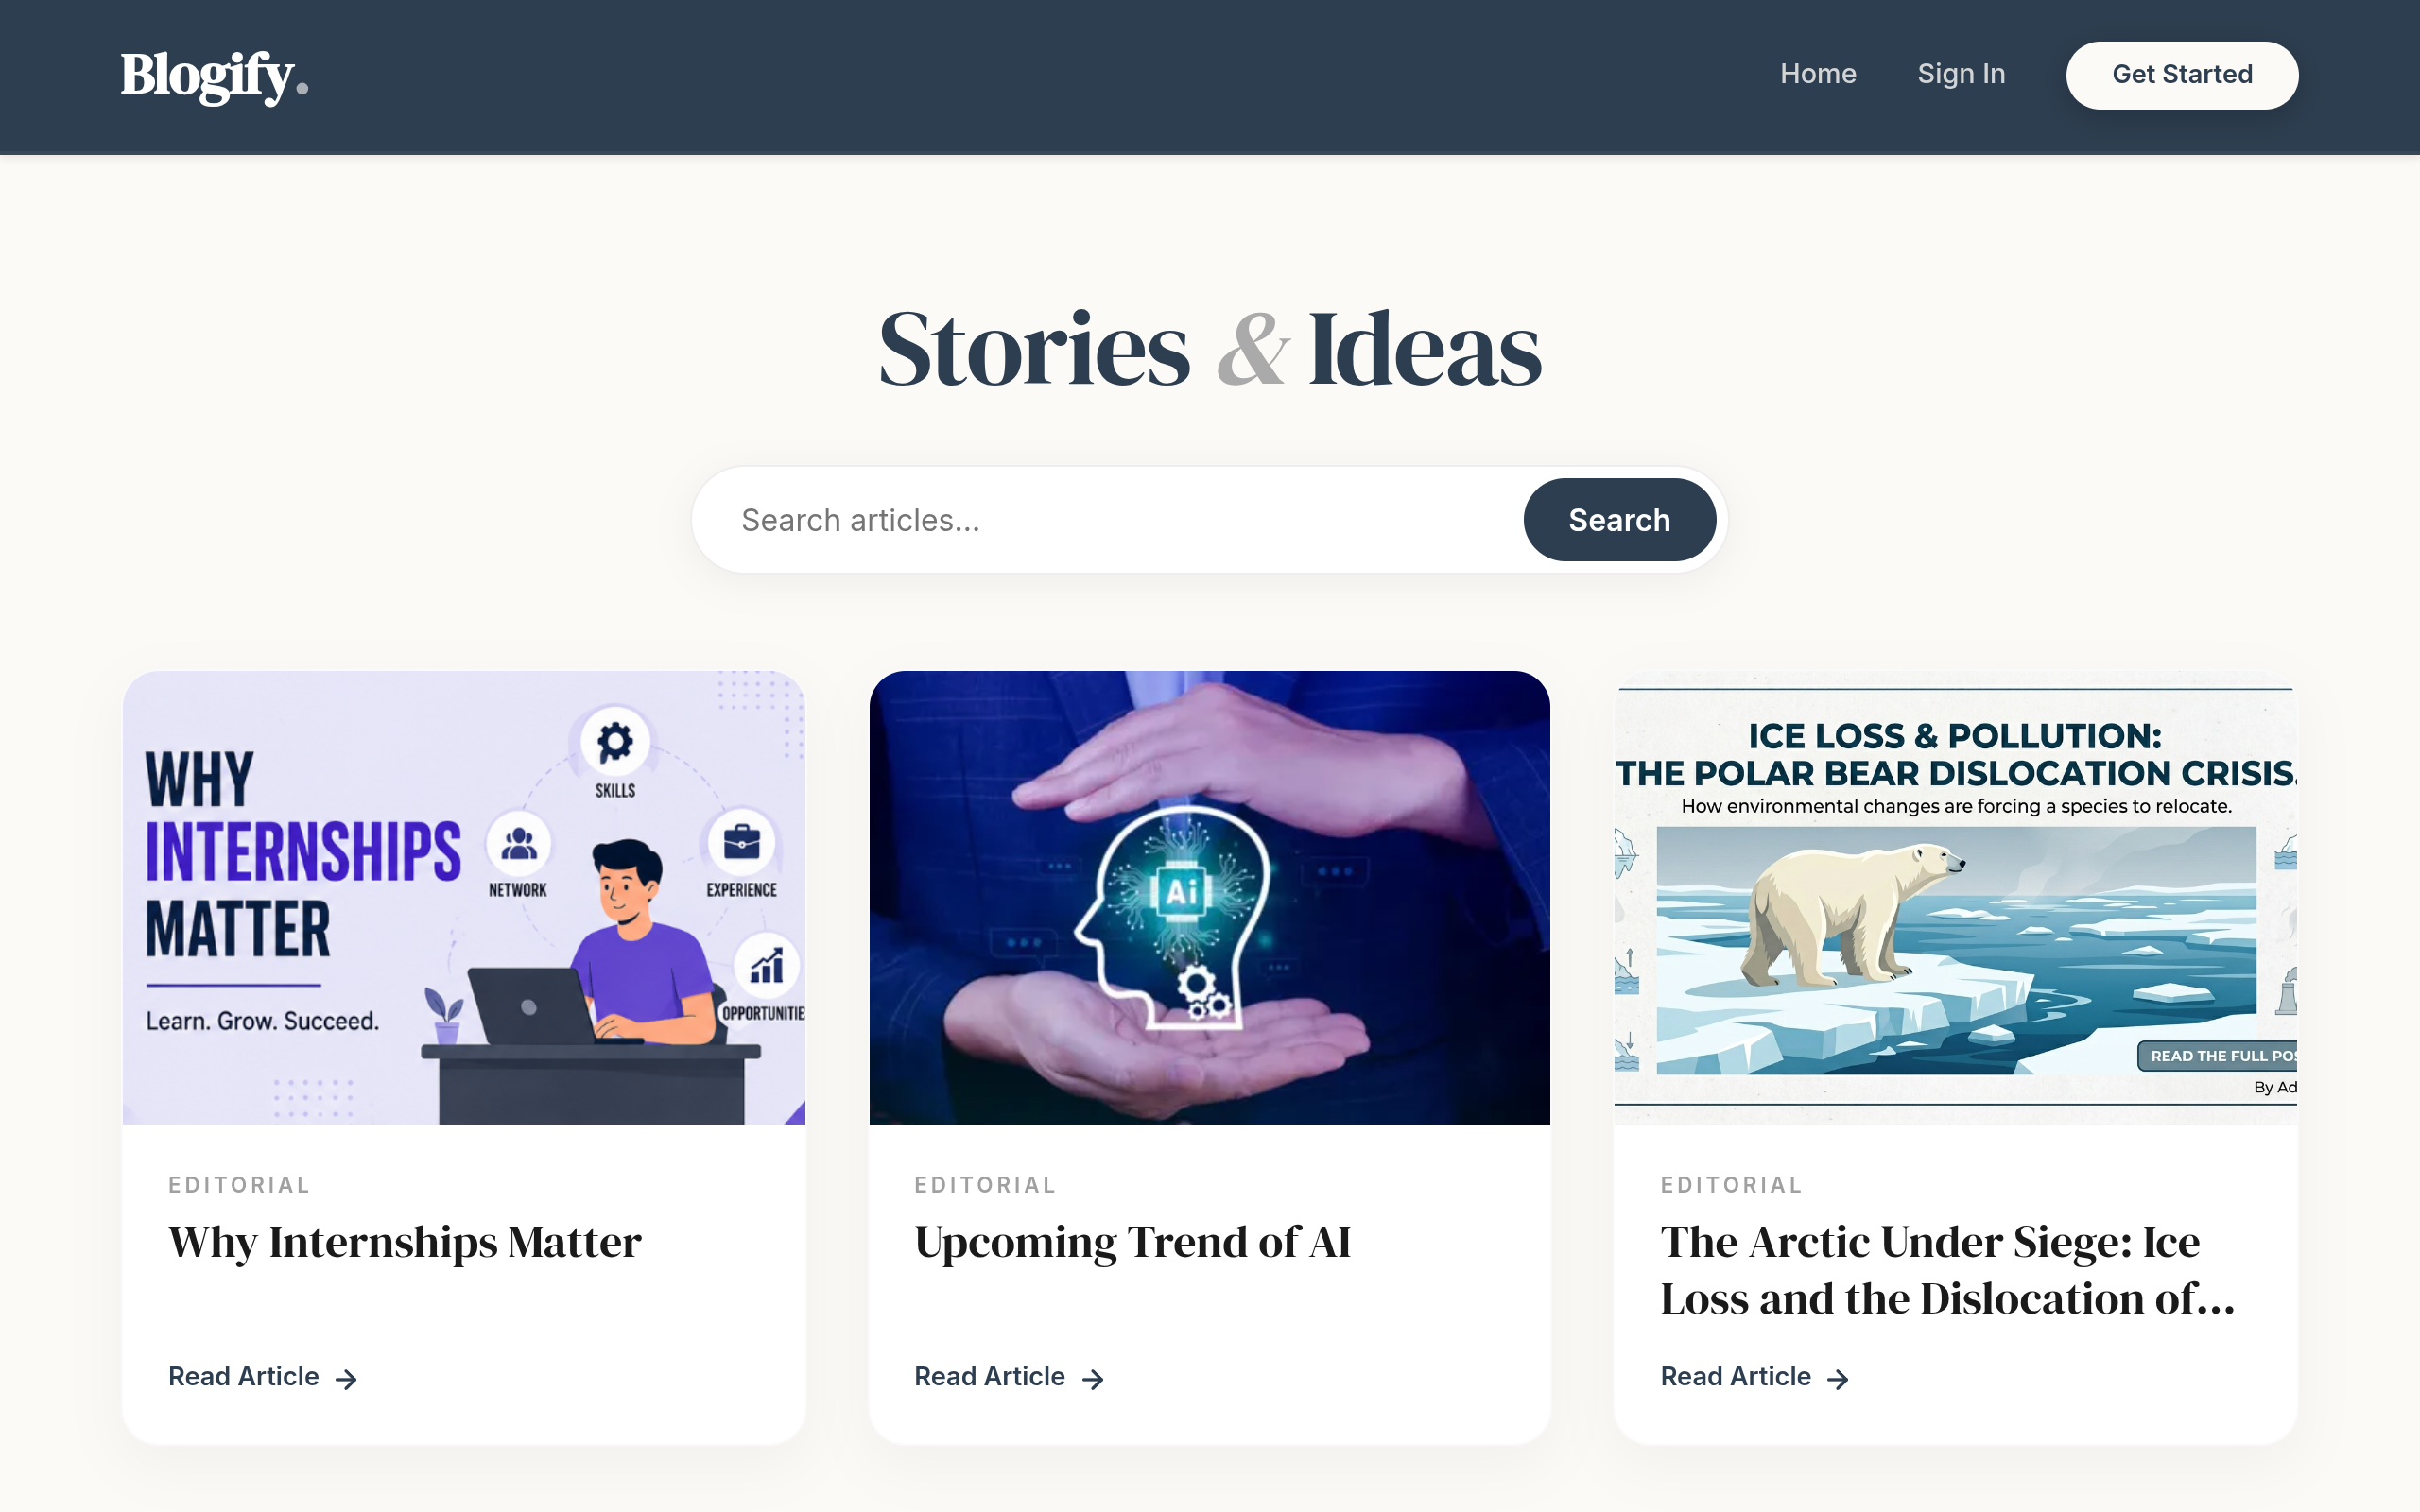 Blogify.
Home
Sign In
Get Started
Stories & Ideas
Search articles...
Search
WHY
INTERNSHIPS
MATTER
Learn. Grow. Succeed.
SKILLS
NETWORK
EXPERIENCE
OPPORTUNITIE
Ai
ICE LOSS & POLLUTION:
THE POLAR BEAR DISLOCATION CRISIS.
How environmental changes are forcing a species to relocate.
READ THE FULL POS
By Ad
EDITORIAL
Why Internships Matter
Read Article
EDITORIAL
Upcoming Trend of AI
Read Article
EDITORIAL
The Arctic Under Siege: Ice
Loss and the Dislocation of...
Read Article